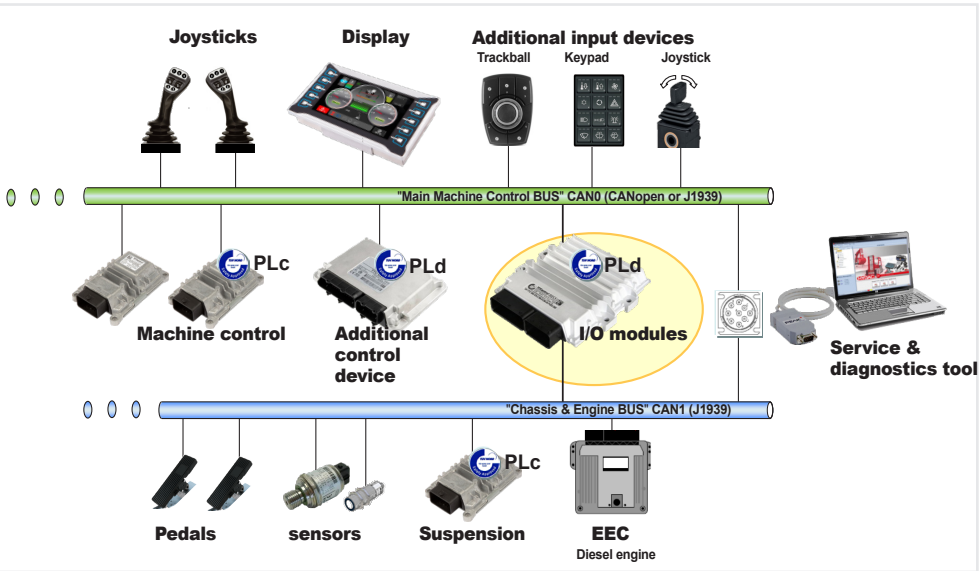 Joysticks
Display
Additional input devices
Trackball
Keypad
Joystick
"Main Machine Control BUS" CAN0 (CANopen or J1939)
PLc
PLd
PLd
Machine control
Additional
control
device
I/O modules
Service &
diagnostics tool
"Chassis & Engine BUS" CAN1 (J1939)
PLc
Pedals
sensors
Suspension
EEC
Diesel engine